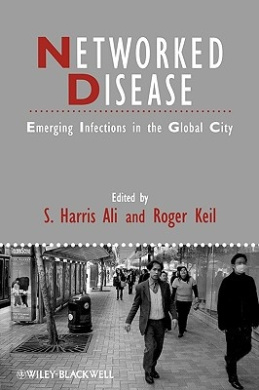 NETWORKED
DISEASE
Emerging Infections in the Global City
Edited by
S. Harris Ali and Roger Keil
WILEY-BLACKWELL